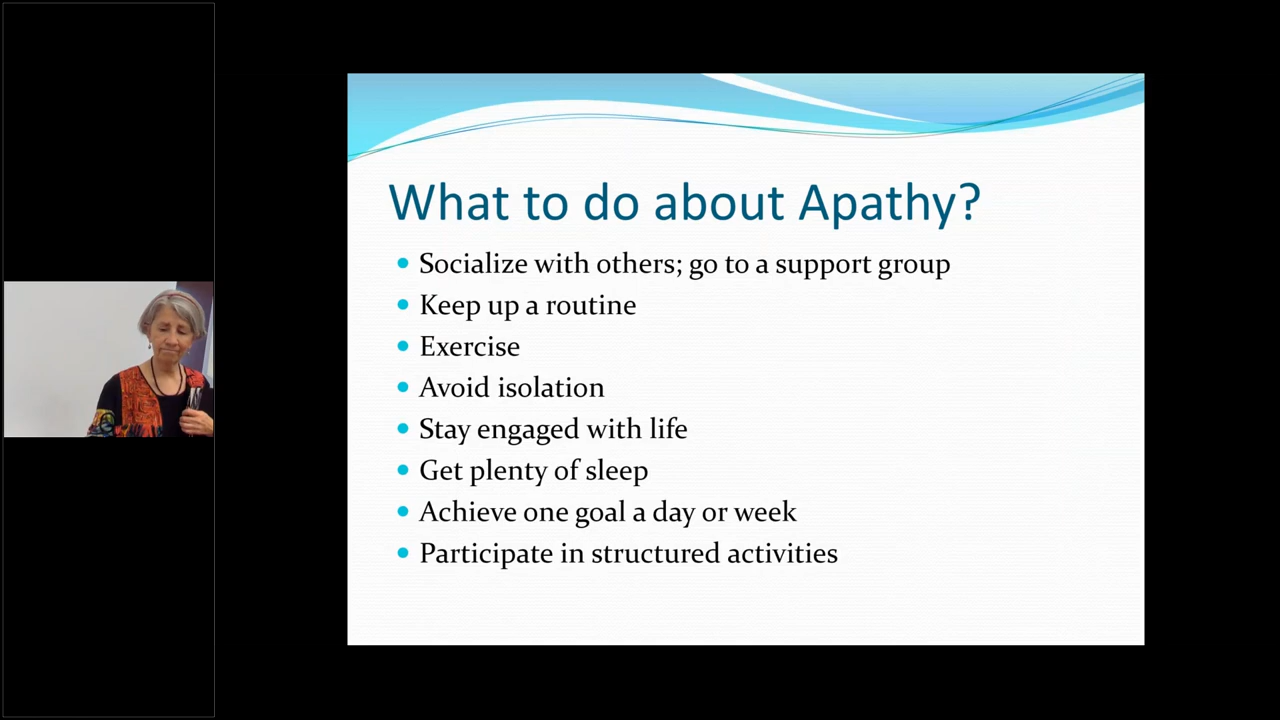 What to do about Apathy?
Socialize with others; go to a support group
Keep up a routine
Exercise
Avoid isolation
Stay engaged with life
Get plenty of sleep
Achieve one goal a day or week
Participate in structured activities